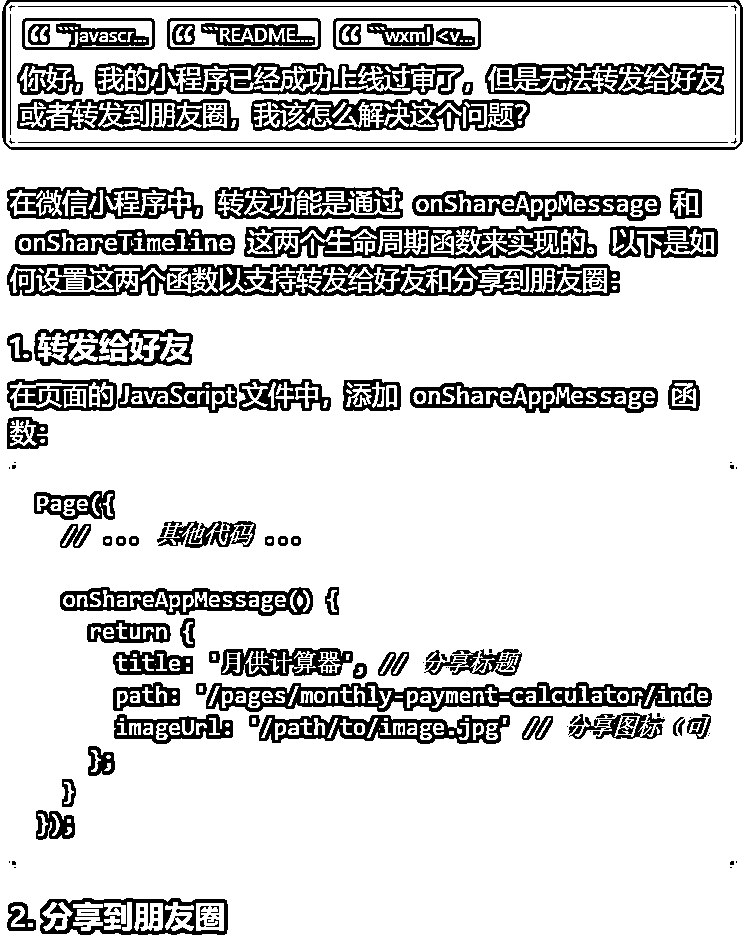 ““ ```javascr... ““ ```README.... ““ ```wxml <v...
你好，我的小程序已经成功上线过审了，但是无法转发给好友
或者转发到朋友圈，我该怎么解决这个问题？
在微信小程序中，转发功能是通过 onShareAppMessage 和
onShareTimeline 这两个生命周期函数来实现的。以下是如
何设置这两个函数以支持转发给好友和分享到朋友圈：
1. 转发给好友
在页面的 JavaScript 文件中，添加 onShareAppMessage 函
数：
Page({
// ... 其他代码 ...
onShareAppMessage() {
return {
title: '月供计算器', // 分享标题
path: '/pages/monthly-payment-calculator/inde
imageUrl: '/path/to/image.jpg' // 分享图标（可
};
}
});
2. 分享到朋友圈